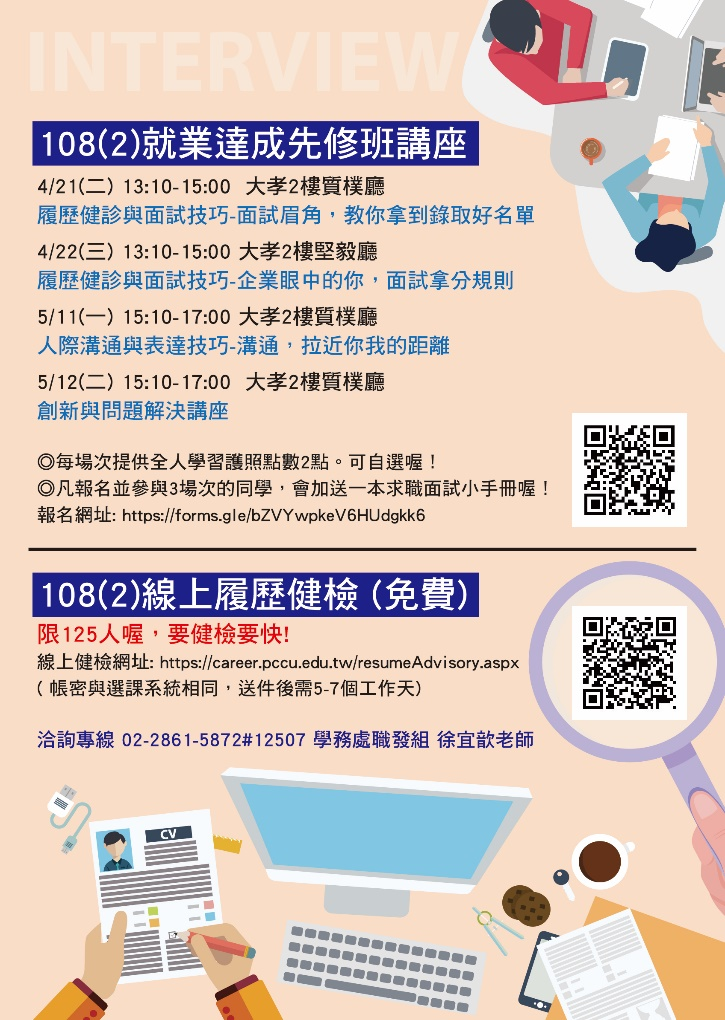 INTERVIEW
108(2)就業達成先修班講座
4/21(二) 13:10-15:00 大孝2樓質樸廳
履歷健診與面試技巧-面試眉角，教你拿到錄取好名單
4/22(三) 13:10-15:00 大孝2樓堅毅廳
履歷健診與面試技巧-企業眼中的你，面試拿分規則
5/11(一) 15:10-17:00 大孝2樓質樸廳
人際溝通與表達技巧-溝通，拉近你我的距離
5/12(二) 15:10-17:00 大孝2樓質樸廳
創新與問題解決講座
◎每場次提供全人學習護照點數2點。可自選喔！
◎凡報名並參與3場次的同學，會加送一本求職面試小手冊喔！
報名網址: https://forms.gle/bZVYwpkeV6HUdgkk6
108(2)線上履歷健檢 (免費)
限125人喔，要健檢要快!
線上健檢網址: https://career.pccu.edu.tw/resumeAdvisory.aspx
( 帳密與選課系統相同，送件後需5-7個工作天)
洽詢專線 02-2861-5872#12507 學務處職發組 徐宜歆老師
CV